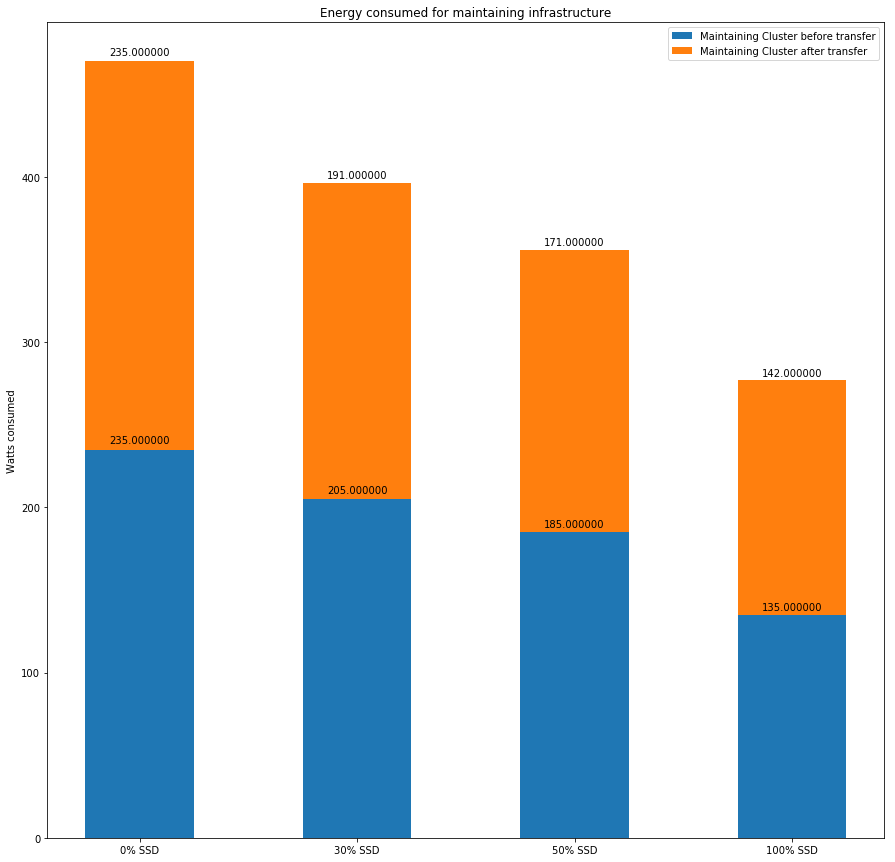 Energy consumed for maintaining infrastructure
Maintaining Cluster before transfer
Maintaining Cluster after transfer
Watts consumed
400
300
200
100
0
235.000000
191.000000
171.000000
142.000000
235.000000
205.000000
185.000000
135.000000
0% SSD
30% SSD
50% SSD
100% SSD